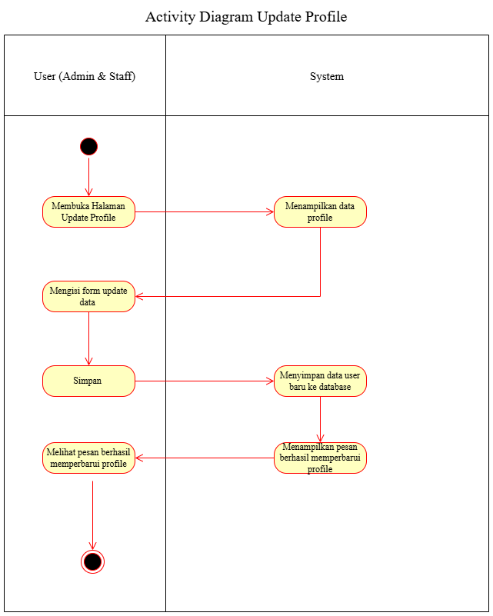 Activity Diagram Update Profile
User (Admin & Staff)
System
Membuka Halaman
Update Profile
Menampilkan data
profile
Mengisi form update
data
Simpan
Menyimpan data user
baru ke database
Menampilkan pesan
berhasil memperbarui
profile
Melihat pesan berhasil
memperbarui profile